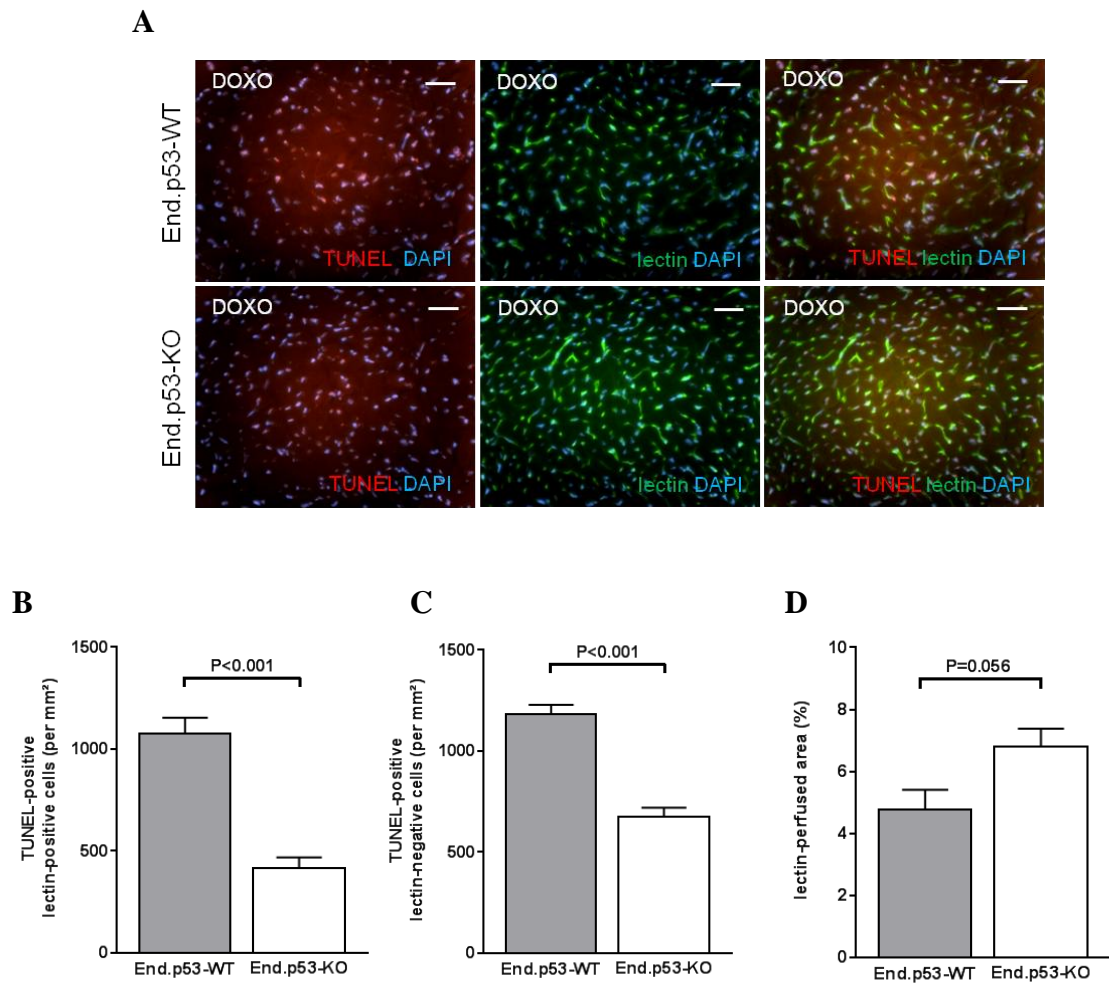 A
End.p53-WT
DOXO
TUNEL DAPI
DOXO
lectin DAPI
DOXO
TUNEL lectin DAPI
End.p53-KO
DOXO
TUNEL DAPI
DOXO
lectin DAPI
DOXO
TUNEL lectin DAPI
B
TUNEL-positive
lectin-positive cells (per mm²)
1500
1000
500
0
P<0.001
End.p53-WT End.p53-KO
C
TUNEL-positive
lectin-negative cells (per mm²)
1500
1000
500
0
P<0.001
End.p53-WT End.p53-KO
D
lectin-perfused area (%)
10
8
6
4
2
0
P=0.056
End.p53-WT End.p53-KO